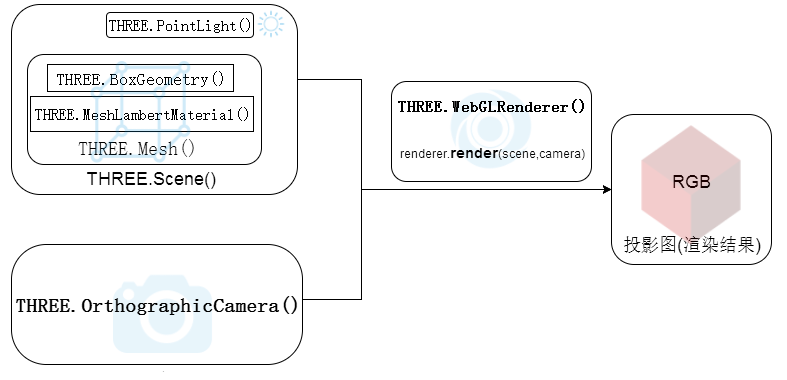 THREE.PointLight()
THREE.BoxGeometry()
THREE.MeshLambertMaterial()
THREE.Mesh()
THREE.Scene()
THREE.WebGLRenderer()
renderer.render(scene,camera)
RGB
投影图(渲染结果)
THREE.OrthographicCamera()